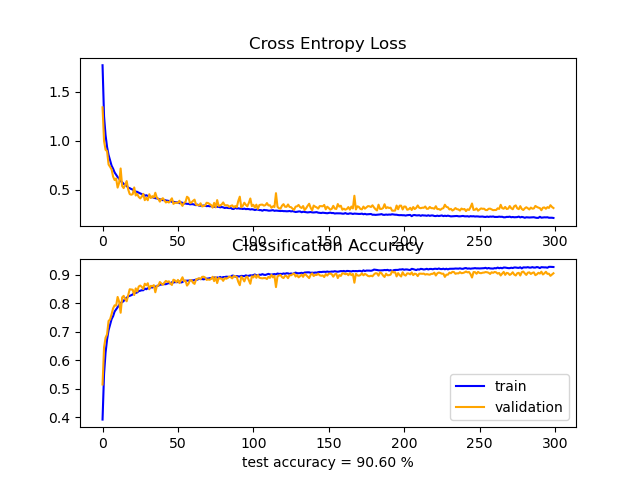 Cross Entropy Loss
1.5
1.0
0.5
0 50 100 150 200 250 300
Classification Accuracy
0.9
0.8
0.7
0.6
0.5
0.4
train
validation
0 50 100 150 200 250 300
test accuracy = 90.60 %